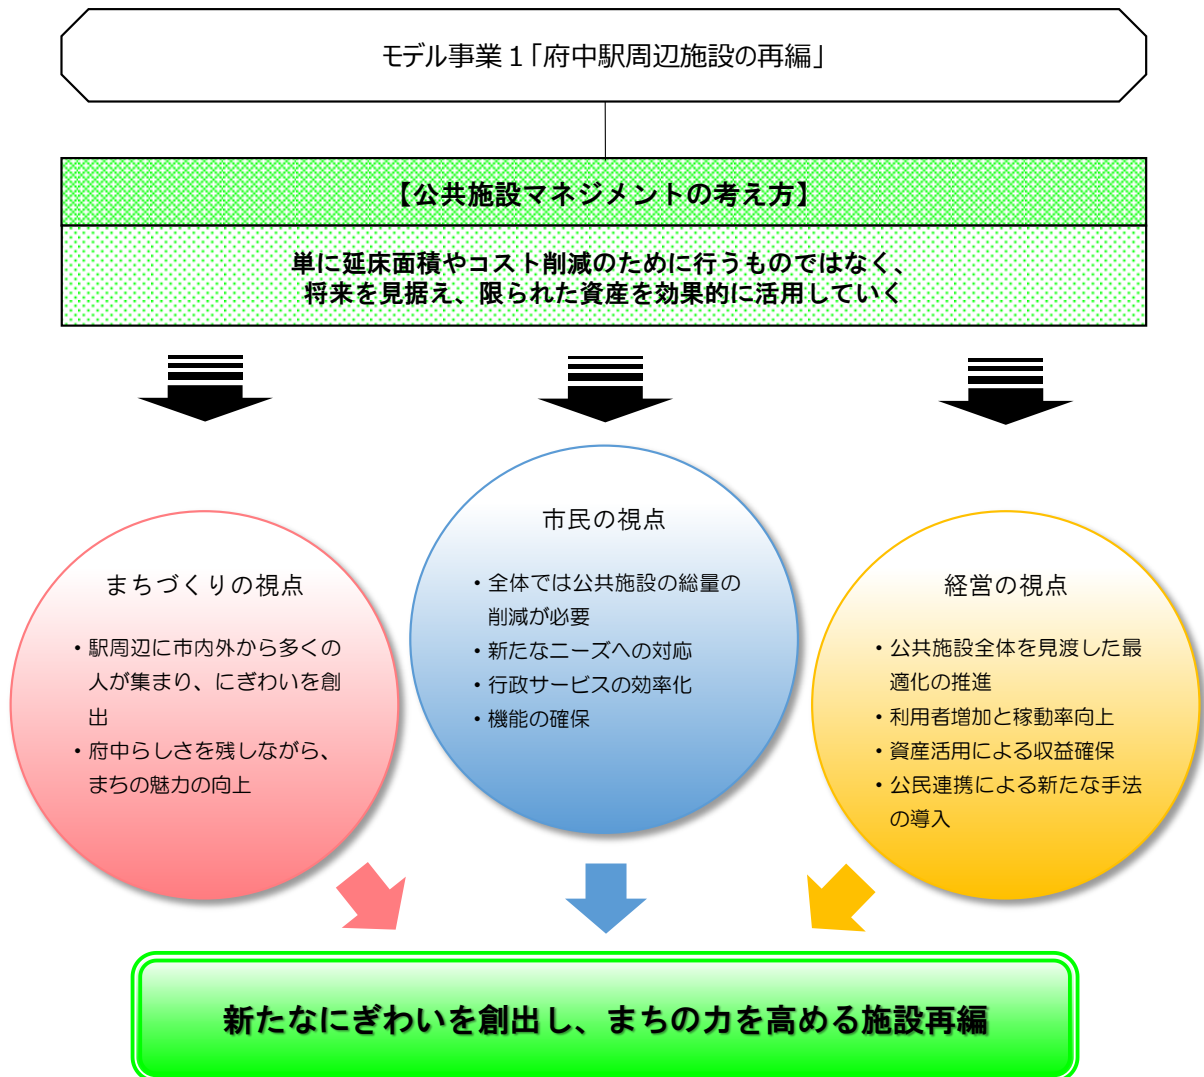 モデル事業１「府中駅周辺施設の再編」
【公共施設マネジメントの考え方】
単に延床面積やコスト削減のために行うものではなく、
将来を見据え、限られた資産を効果的に活用していく
まちづくりの視点
・駅周辺に市内外から多くの
人が集まり、にぎわいを創
出
・府中らしさを残しながら、
まちの魅力の向上
市民の視点
・全体では公共施設の総量の
削減が必要
・新たなニーズへの対応
・行政サービスの効率化
・機能の確保
経営の視点
・公共施設全体を見渡した最
適化の推進
・利用者増加と稼動率向上
・資産活用による収益確保
・公民連携による新たな手法
の導入
新たなにぎわいを創出し、まちの力を高める施設再編